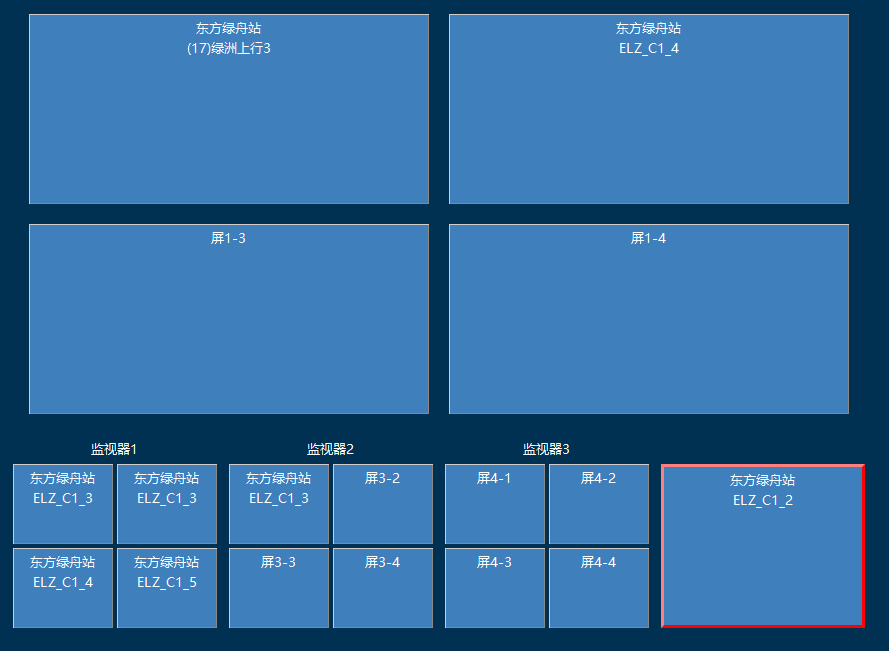 东方绿舟站
(17)绿洲上行3
东方绿舟站
ELZ_C1_4
屏1-3
屏1-4
监视器1
监视器2
监视器3
东方绿舟站
ELZ_C1_3
东方绿舟站
ELZ_C1_3
东方绿舟站
ELZ_C1_3
屏3-2
屏4-1
屏4-2
东方绿舟站
ELZ_C1_2
东方绿舟站
ELZ_C1_4
东方绿舟站
ELZ_C1_5
屏3-3
屏3-4
屏4-3
屏4-4